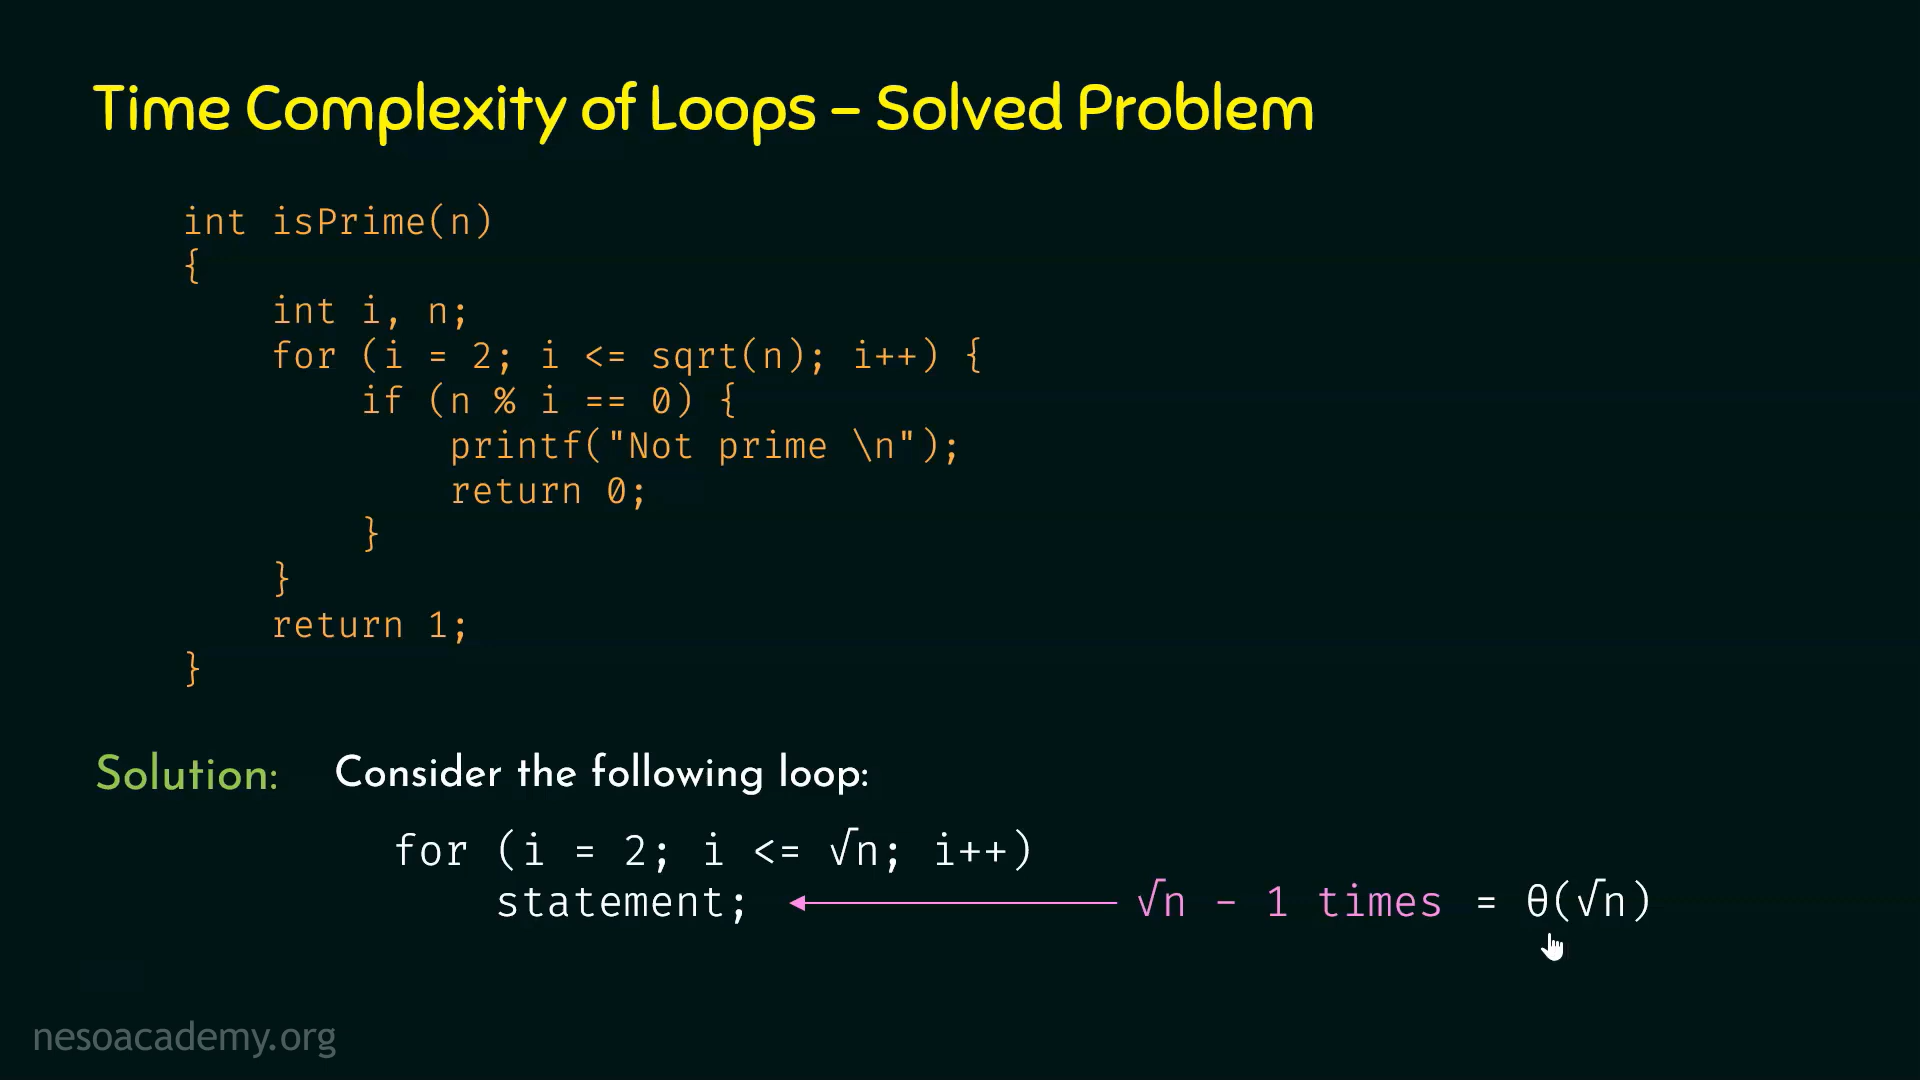 Time Complexity of Loops – Solved Problem
int isPrime(n)
{
    int i, n;
    for (i = 2; i <= sqrt(n); i++) {
        if (n % i == 0) {
            printf("Not prime \n");
            return 0;
        }
    }
    return 1;
}
Solution: Consider the following loop:
for (i = 2; i <= √n; i++)
    statement; √n - 1 times = θ(√n)
nesoacademy.org